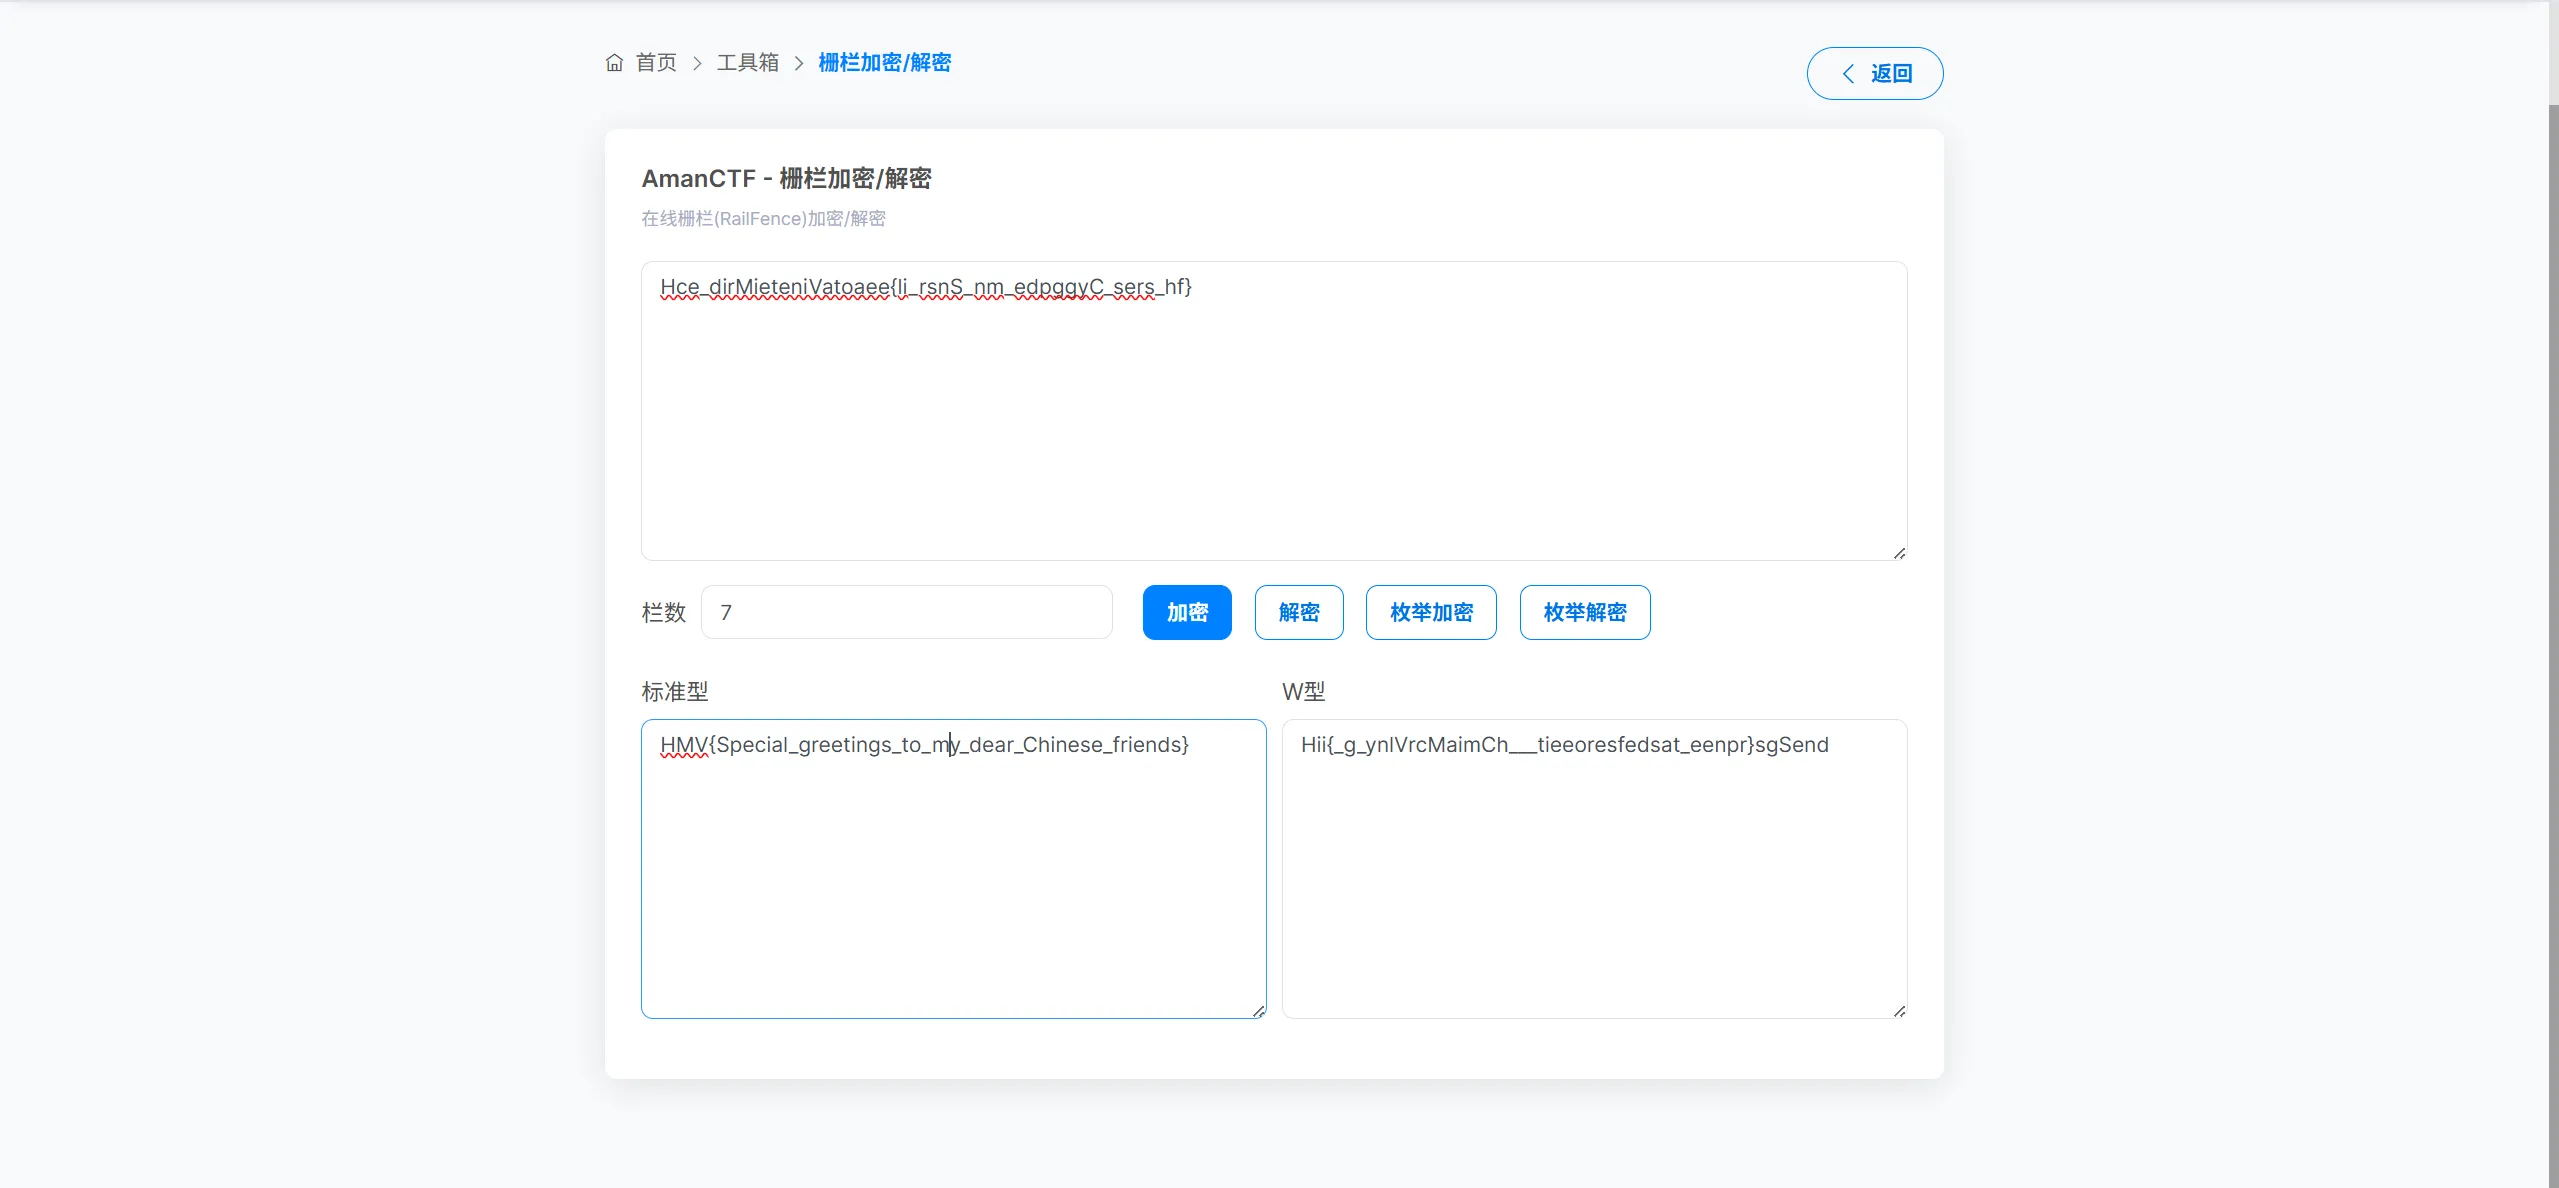 首页 > 工具箱 > 栅栏加密/解密
返回
AmanCTF - 栅栏加密/解密
在线栅栏(RailFence)加密/解密
Hce_dirMieteniVatoaee{li_rsnS_nm_edpggyC_sers_hf}
栏数 7 加密 解密 枚举加密 枚举解密
标准型
HMV{Special_greetings_to_my_dear_Chinese_friends}
W型
Hii{_g_ynlVrcMaimCh___tieeoresfedsat_eenpr}sgSend